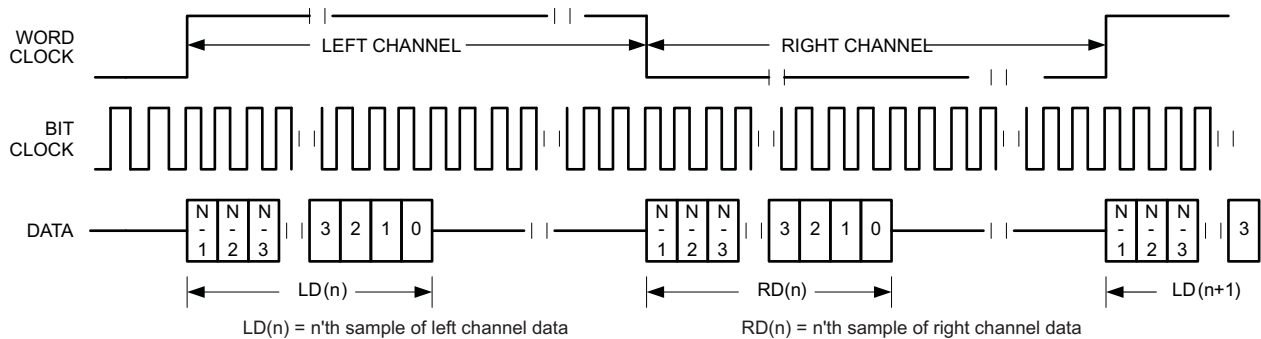 WORD
CLOCK
LEFT CHANNEL
RIGHT CHANNEL
BIT
CLOCK
DATA
N-1 N-2 N-3 3 2 1 0
N-1 N-2 N-3 3 2 1 0
N-1 N-2 N-3 3
LD(n)
RD(n)
LD(n+1)
LD(n) = n'th sample of left channel data
RD(n) = n'th sample of right channel data